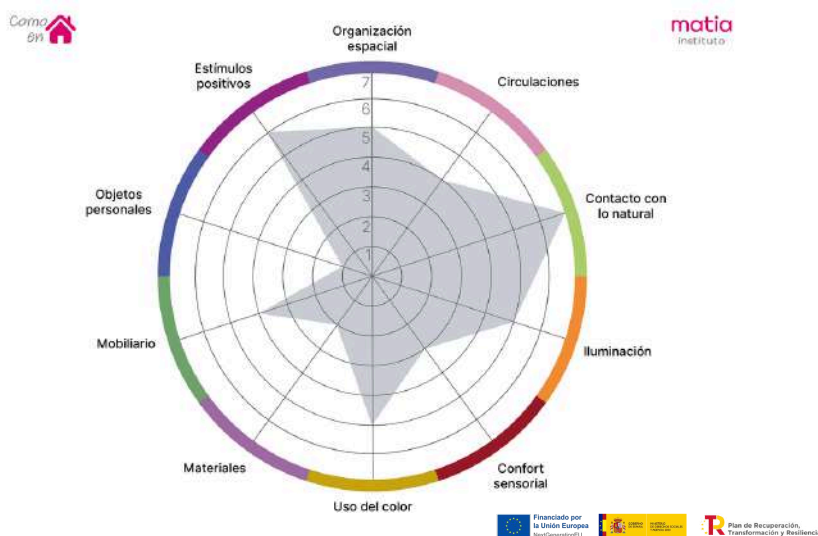 Como
en
matia
instituto
Organización
espacial
Estímulos
positivos
Circulaciones
7
6
5
4
3
2
1
Objetos
personales
Contacto con
lo natural
Mobiliario
Iluminación
Materiales
Confort
sensorial
Uso del color
Financiado por
la Unión Europea
NextGenerationEU
Plan de Recuperación,
Transformación y Resiliencia